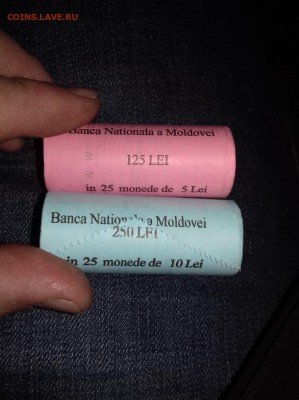 COINS.LAVE.RU
Banca Nationala a Moldovei
125 LEI
in 25 monede de 5 Lei
Banca Nationala a Moldovei
250 LEI
in 25 monede de 10 Lei